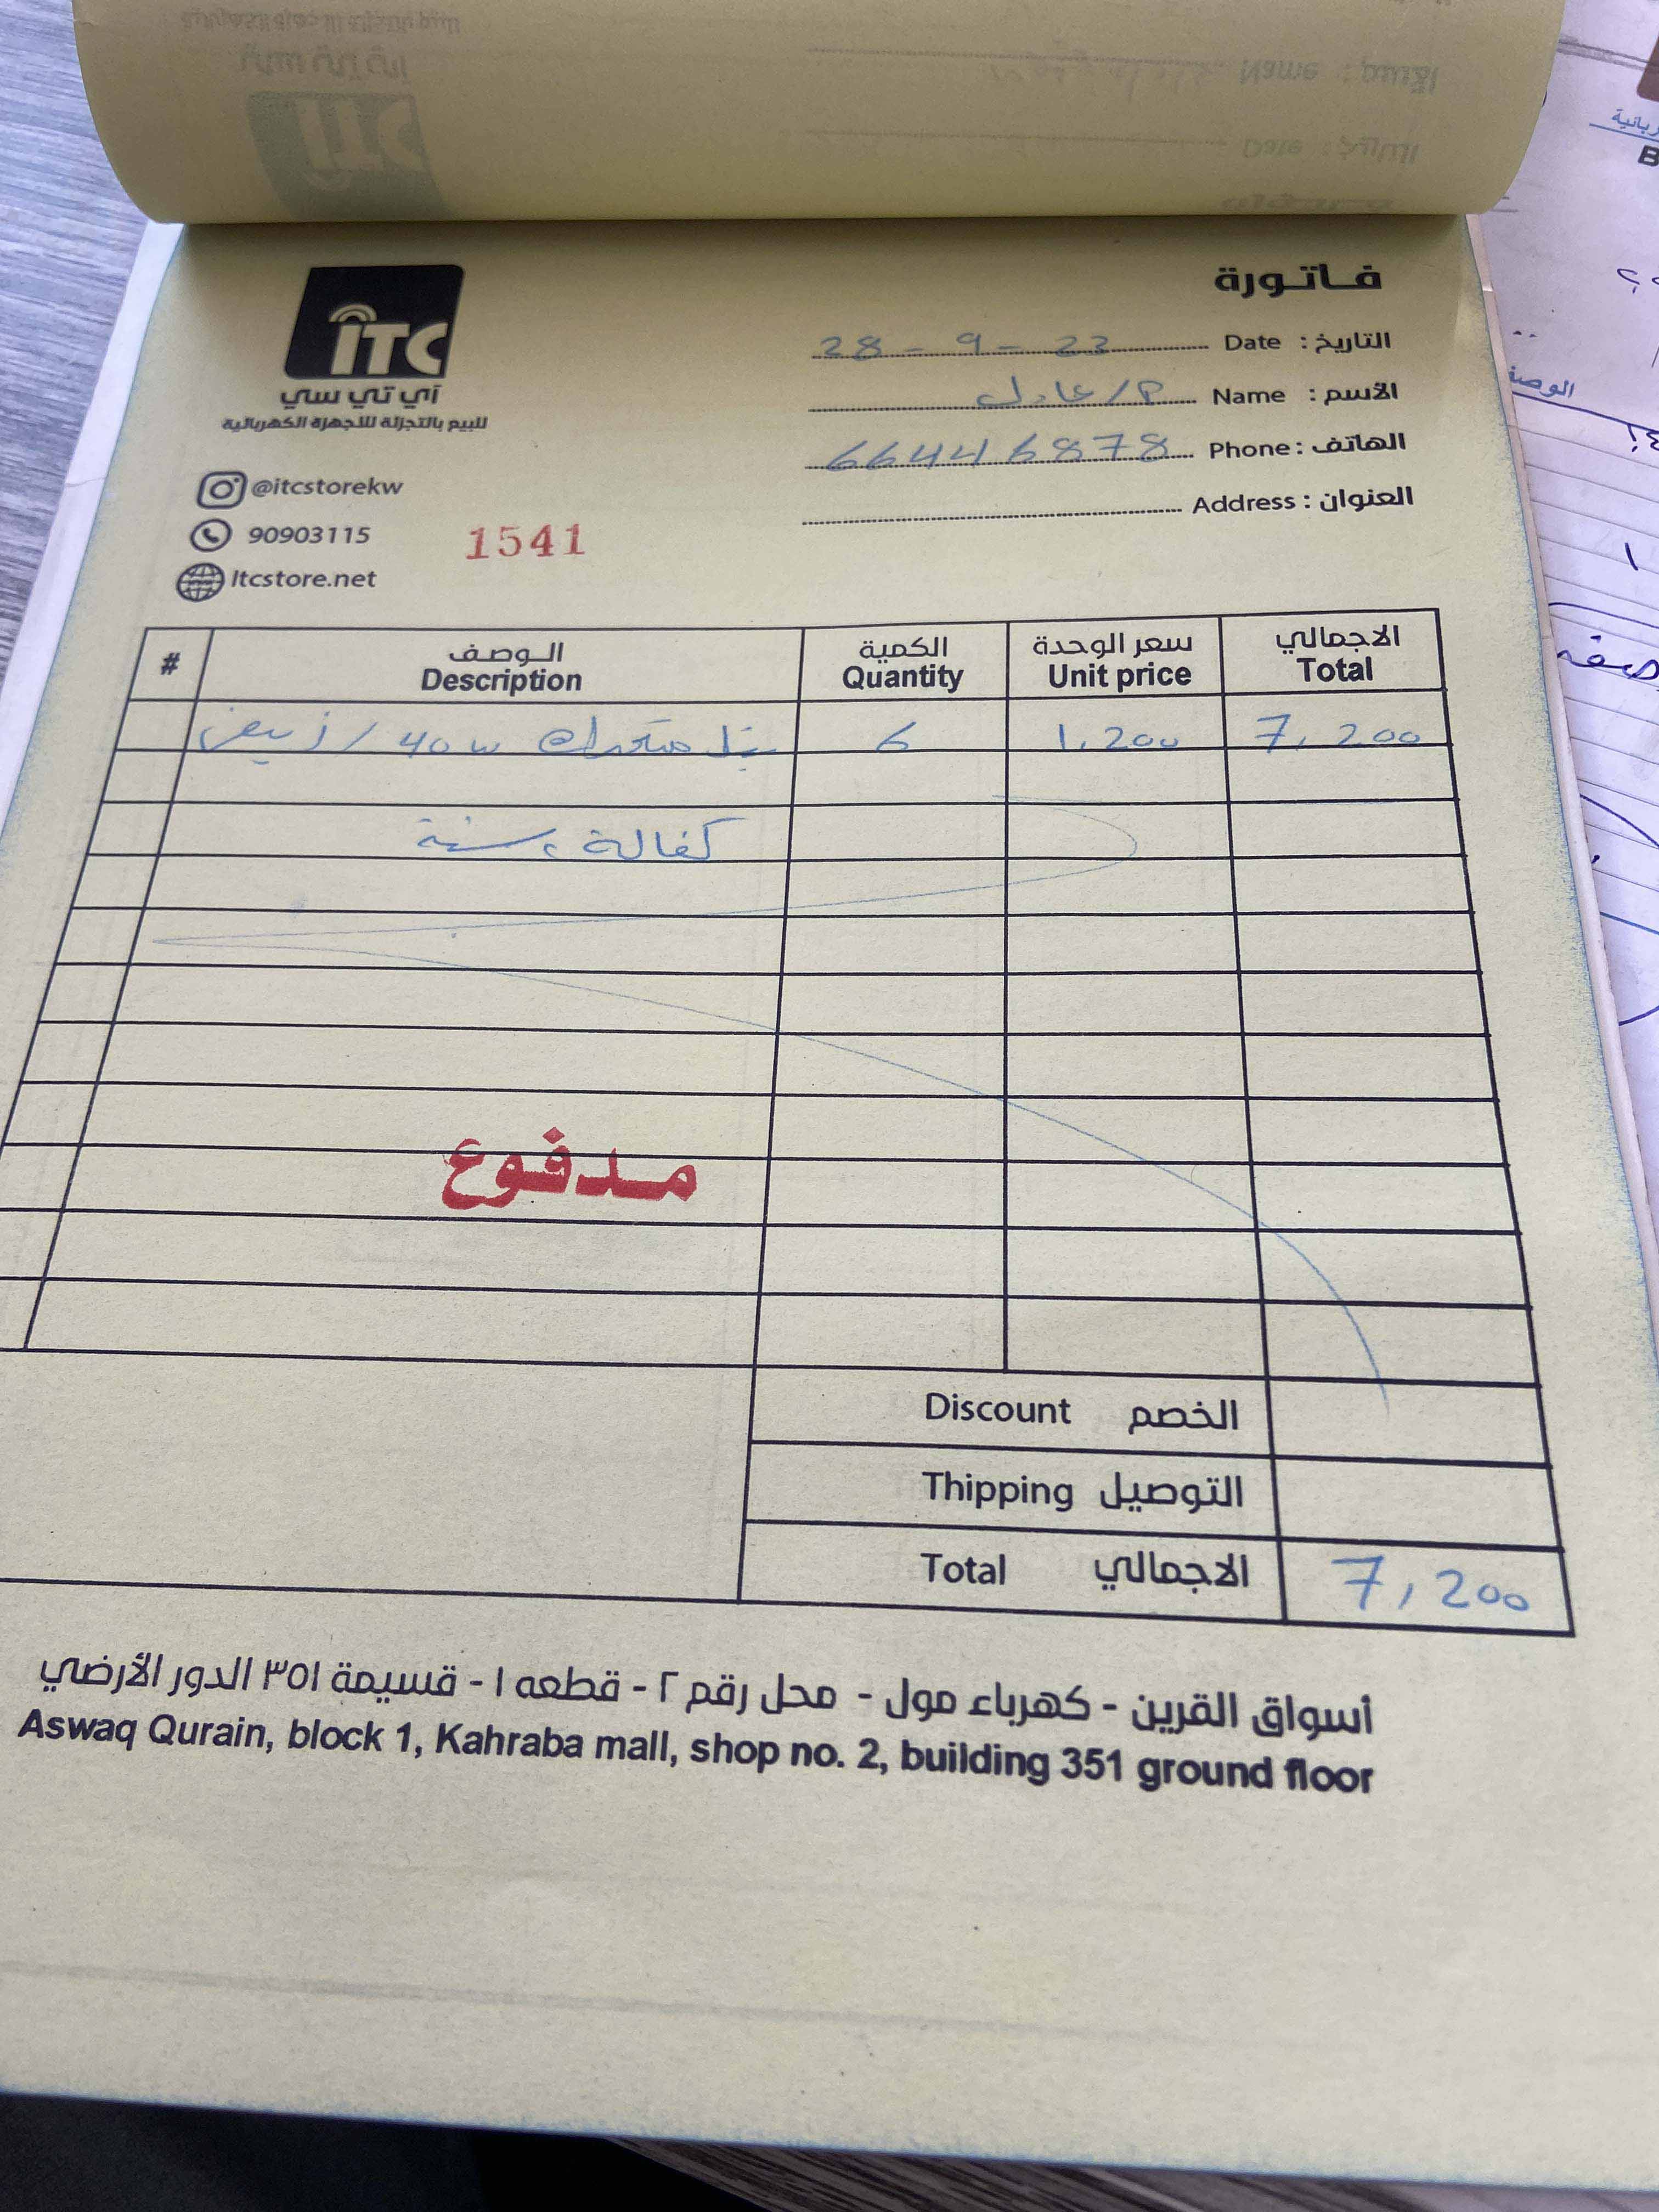 فاتورة
التاريخ : Date 28 - 9 - 23
الأسم : Name م/عادل
الهاتف : Phone 66446878
العنوان : Address
ITC
آي تي سي
للبيع بالتجزئة للأجهزة الكهربائية
@itcstorekw
90903115
Itcstore.net
1541
# الوصف الكمية سعر الوحدة الاجمالي
Description Quantity Unit price Total
متحرك 40w / أبيض 6 1,200 7,200
كفالة سنة
مدفوع
Discount الخصم
Thipping التوصيل
Total الاجمالي 7,200
أسواق القرين - كهرباء مول - محل رقم ٢ - قطعه ١ - قسيمة ٣٥١ الدور الأرضي
Aswaq Qurain, block 1, Kahraba mall, shop no. 2, building 351 ground floor